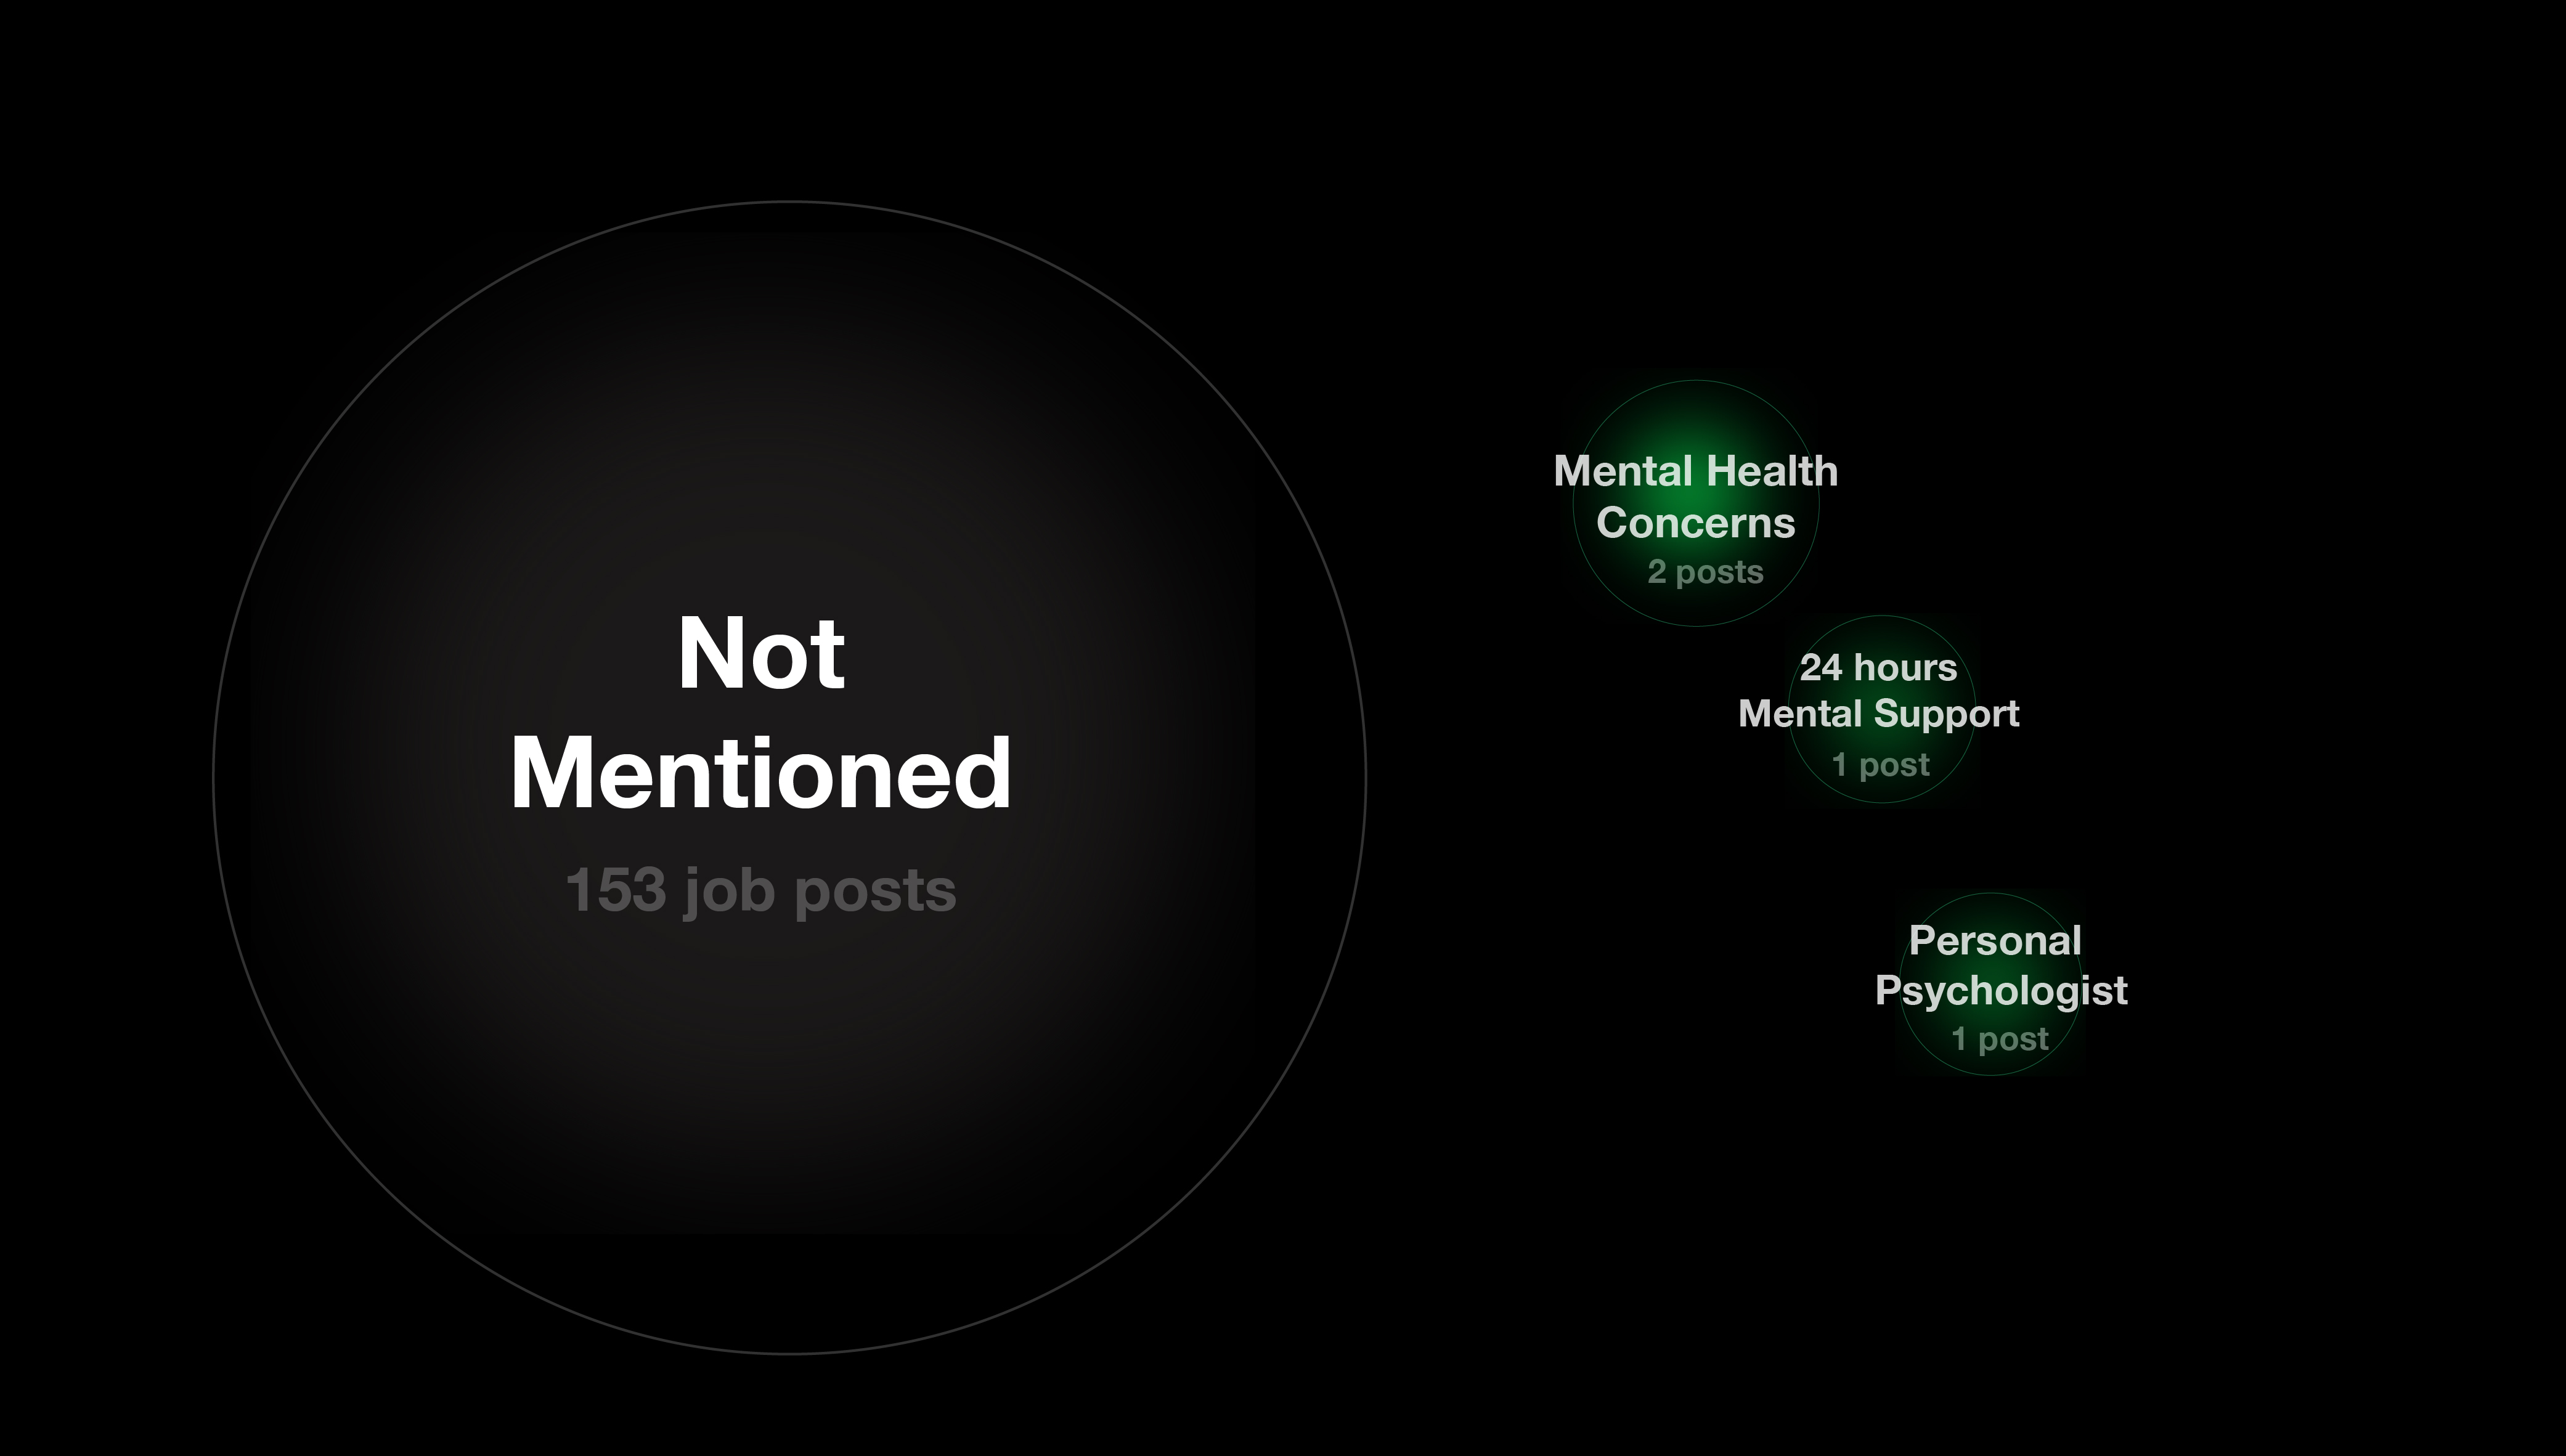 Not
Mentioned
153 job posts
Mental Health
Concerns
2 posts
24 hours
Mental Support
1 post
Personal
Psychologist
1 post